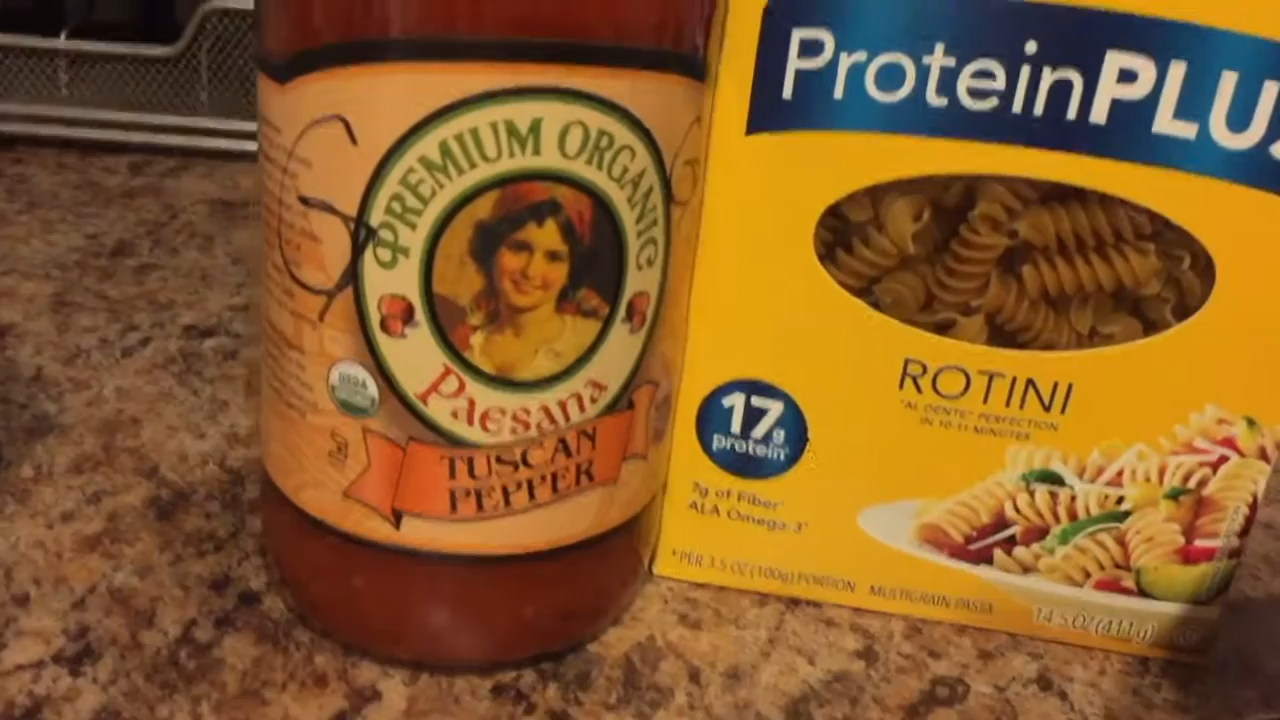 PREMIUM ORGANIC
Paesana
TUSCAN
PEPPER
USDA
ProteinPLU
ROTINI
"AL DENTE" PERFECTION
IN 10-11 MINUTES
17g
protein*
7g of Fiber*
ALA Omega-3*
*PER 3.5 OZ (100g) PORTION MULTIGRAIN PASTA
14.5 OZ (411g)